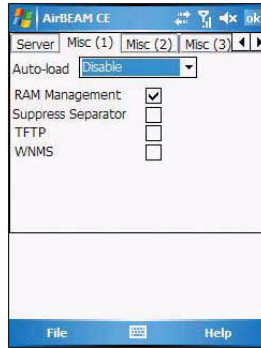 AirBEAM CE ok
Server Misc (1) Misc (2) Misc (3)
Auto-load Disable
RAM Management
Suppress Separator
TFTP
WNMS
File Help